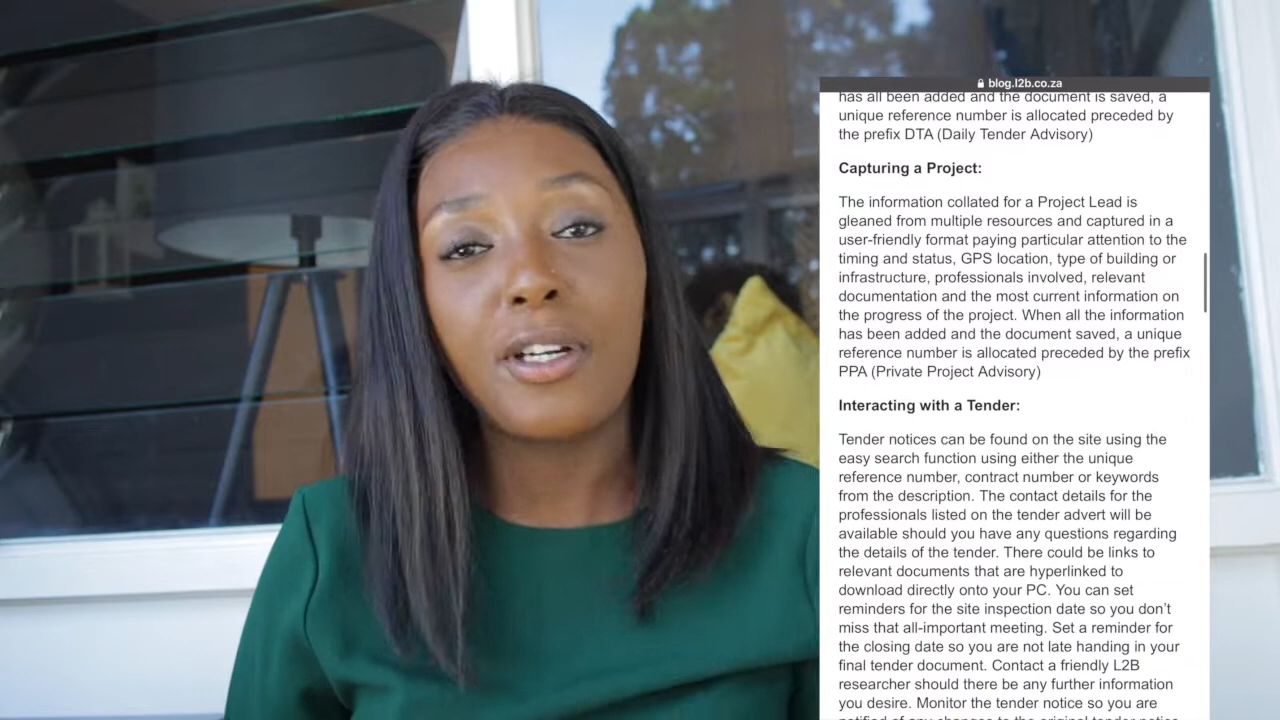 blog.l2b.co.za
has all been added and the document is saved, a
unique reference number is allocated preceded by
the prefix DTA (Daily Tender Advisory)
Capturing a Project:
The information collated for a Project Lead is
gleaned from multiple resources and captured in a
user-friendly format paying particular attention to the
timing and status, GPS location, type of building or
infrastructure, professionals involved, relevant
documentation and the most current information on
the progress of the project. When all the information
has been added and the document saved, a unique
reference number is allocated preceded by the prefix
PPA (Private Project Advisory)
Interacting with a Tender:
Tender notices can be found on the site using the
easy search function using either the unique
reference number, contract number or keywords
from the description. The contact details for the
professionals listed on the tender advert will be
available should you have any questions regarding
the details of the tender. There could be links to
relevant documents that are hyperlinked to
download directly onto your PC. You can set
reminders for the site inspection date so you don’t
miss that all-important meeting. Set a reminder for
the closing date so you are not late handing in your
final tender document. Contact a friendly L2B
researcher should there be any further information
you desire. Monitor the tender notice so you are
notified of any changes to the original tender notice